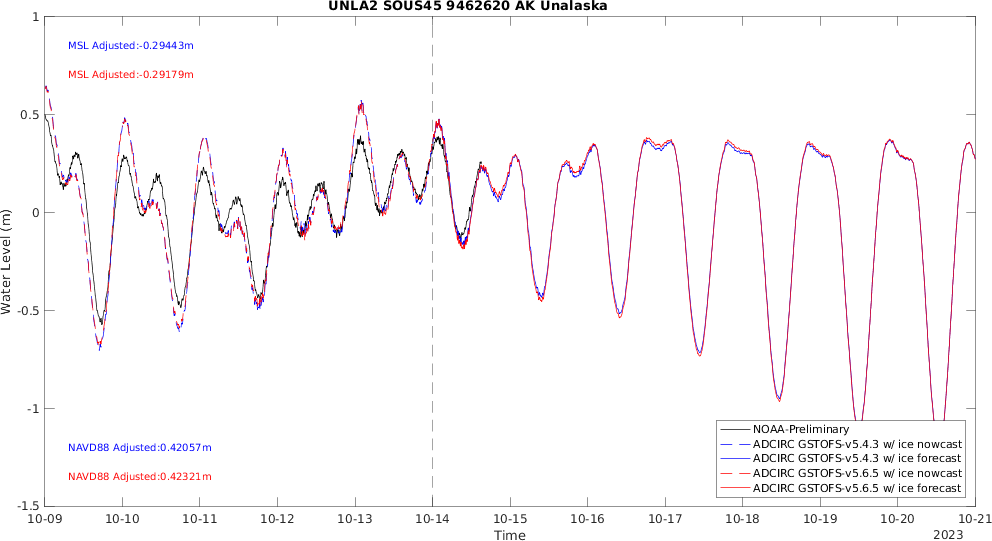 UNLA2 SOUS45 9462620 AK Unalaska
MSL Adjusted:-0.29443m
MSL Adjusted:-0.29179m
NAVD88 Adjusted:0.42057m
NAVD88 Adjusted:0.42321m
Water Level (m)
1
0.5
0
-0.5
-1
-1.5
NOAA-Preliminary
ADCIRC GSTOFS-v5.4.3 w/ ice nowcast
ADCIRC GSTOFS-v5.4.3 w/ ice forecast
ADCIRC GSTOFS-v5.6.5 w/ ice nowcast
ADCIRC GSTOFS-v5.6.5 w/ ice forecast
10-09 10-10 10-11 10-12 10-13 10-14 10-15 10-16 10-17 10-18 10-19 10-20 10-21
Time
2023